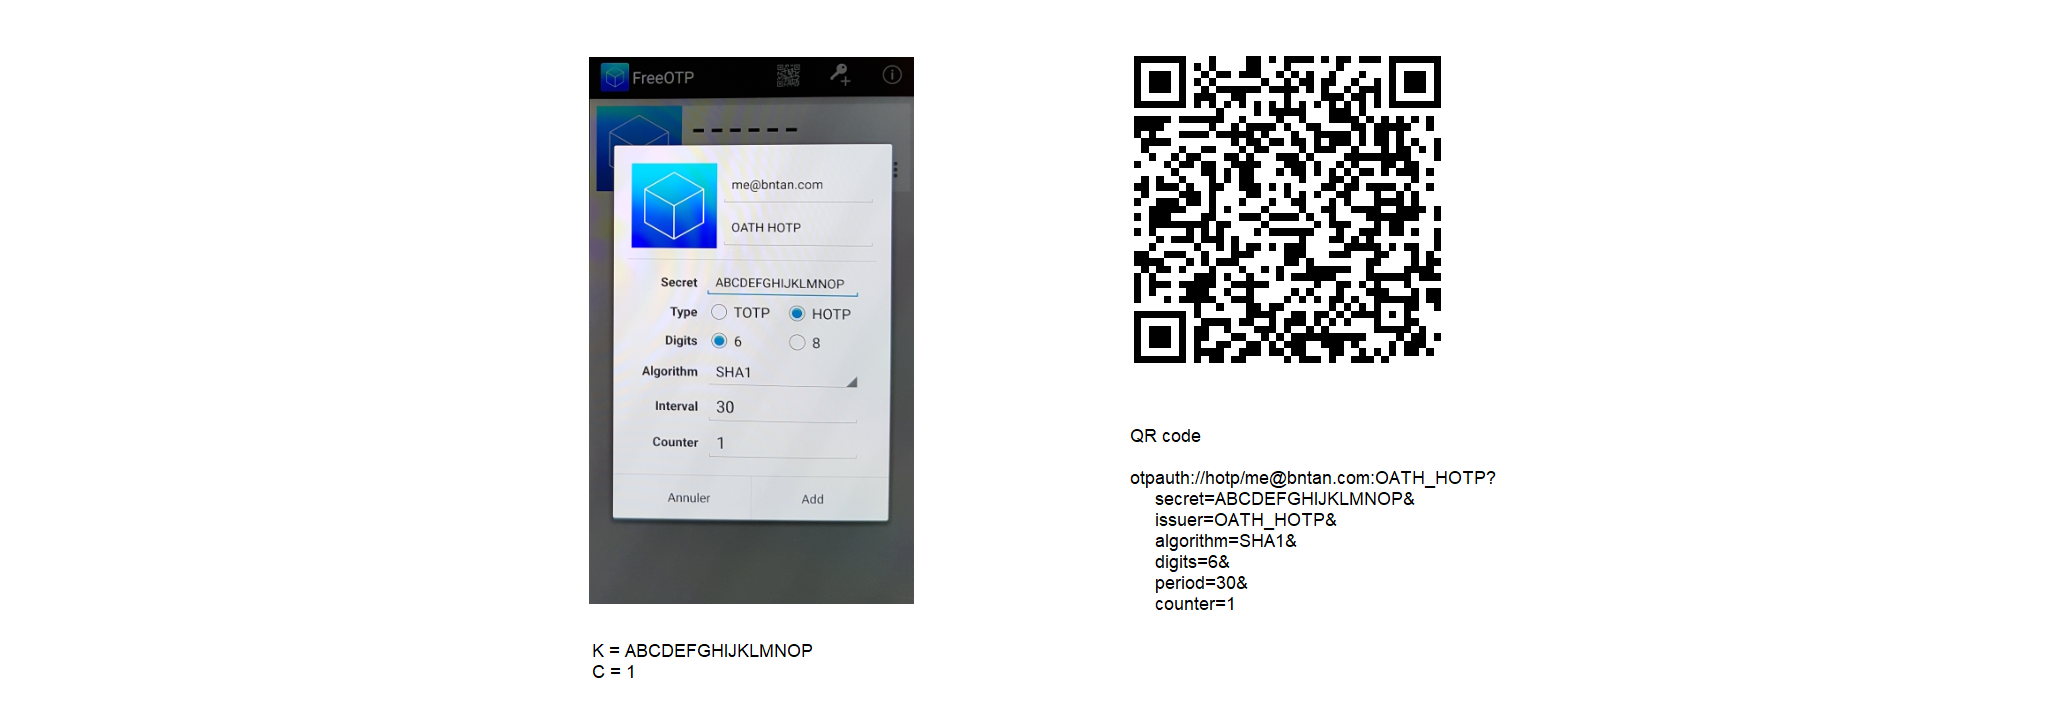 FreeOTP
me@bntan.com
OATH HOTP
Secret ABCDEFGHIJKLMNOP
Type TOTP HOTP
Digits 6 8
Algorithm SHA1
Interval 30
Counter 1
Annuler Add
K = ABCDEFGHIJKLMNOP
C = 1
QR code
otpauth://hotp/me@bntan.com:OATH_HOTP?
secret=ABCDEFGHIJKLMNOP&
issuer=OATH_HOTP&
algorithm=SHA1&
digits=6&
period=30&
counter=1